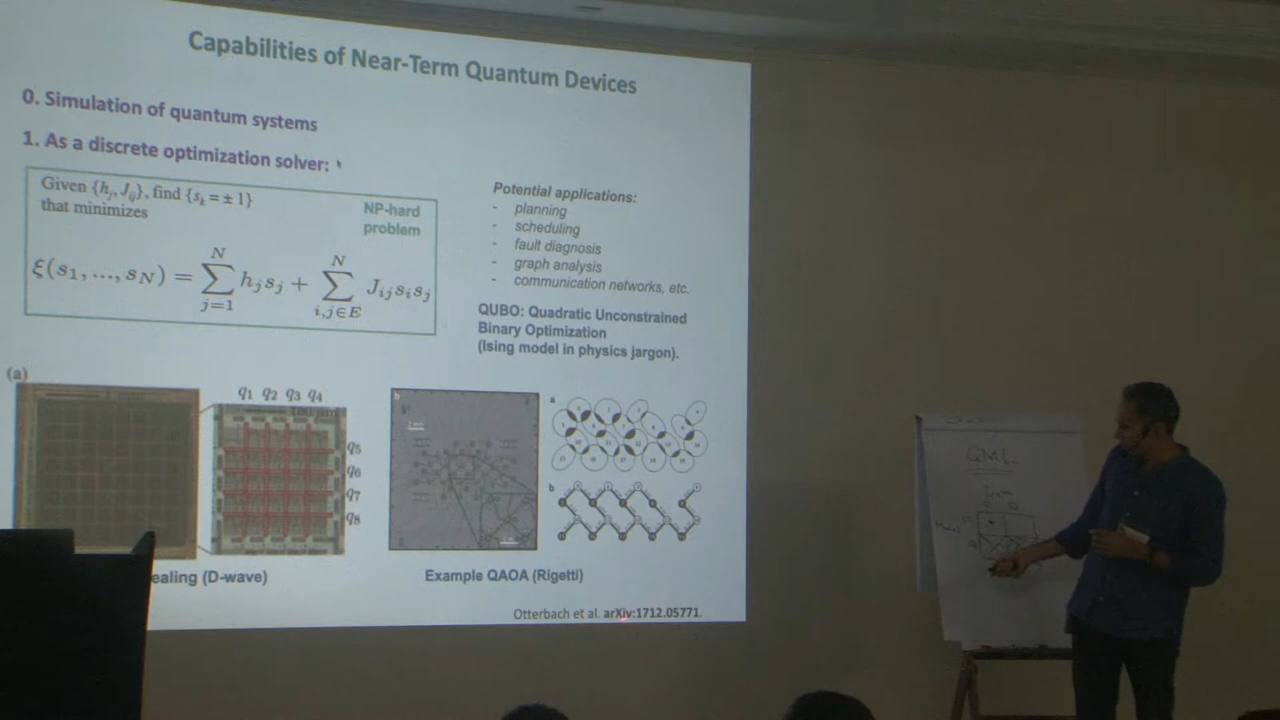 Capabilities of Near-Term Quantum Devices
0. Simulation of quantum systems
1. As a discrete optimization solver:
Given {h_j, J_ij}, find {s_k = ± 1}
that minimizes
NP-hard
problem
ξ(s_1, ..., s_N) = ∑_{j=1}^{N} h_j s_j + ∑_{i,j∈E}^{N} J_ij s_i s_j
Potential applications:
- planning
- scheduling
- fault diagnosis
- graph analysis
- communication networks, etc.
QUBO: Quadratic Unconstrained
Binary Optimization
(Ising model in physics jargon).
(a)
q1 q2 q3 q4
q5
q6
q7
q8
b
a
b
ealing (D-wave)
Example QAOA (Rigetti)
Otterbach et al. arXiv:1712.05771.
QML